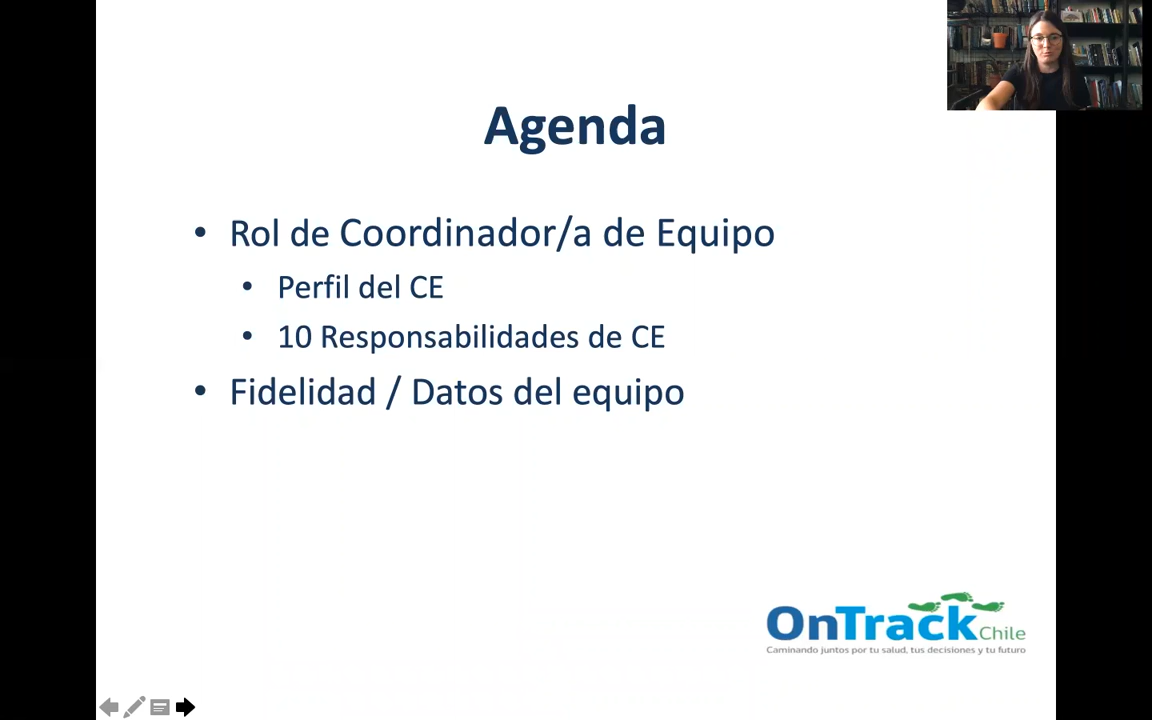 Agenda
• Rol de Coordinador/a de Equipo
• Perfil del CE
• 10 Responsabilidades de CE
• Fidelidad / Datos del equipo
OnTrack Chile
Caminando juntos por tu salud, tus decisiones y tu futuro